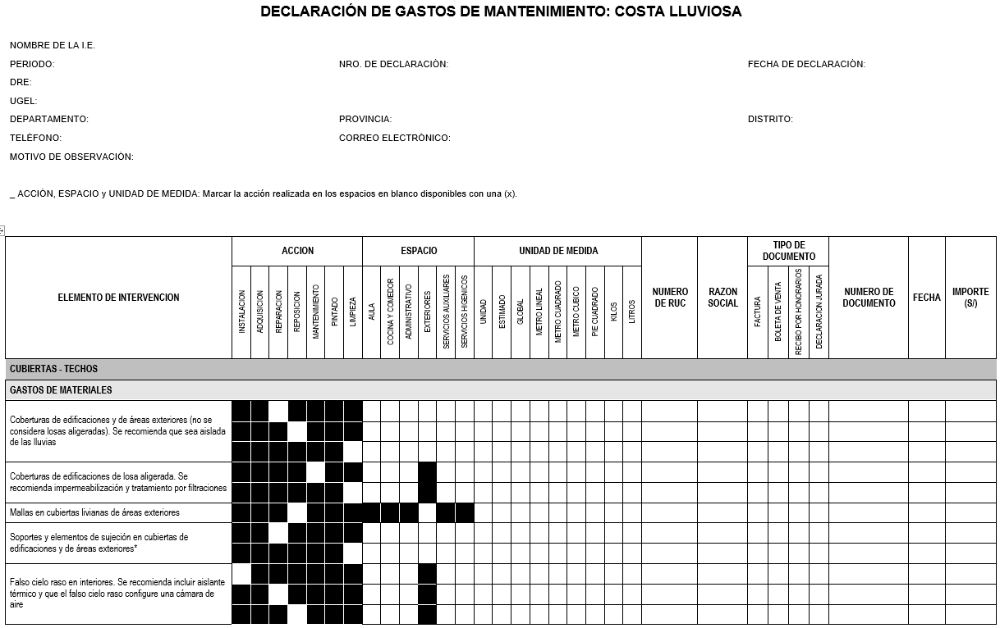 DECLARACIÓN DE GASTOS DE MANTENIMIENTO: COSTA LLUVIOSA
NOMBRE DE LA I.E.
PERIODO: NRO. DE DECLARACIÓN: FECHA DE DECLARACIÓN:
DRE:
UGEL:
DEPARTAMENTO: PROVINCIA: DISTRITO:
TELÉFONO: CORREO ELECTRÓNICO:
MOTIVO DE OBSERVACIÓN:
_ ACCIÓN, ESPACIO y UNIDAD DE MEDIDA: Marcar la acción realizada en los espacios en blanco disponibles con una (x).
ELEMENTO DE INTERVENCION
ACCION
INSTALACION
ADQUISICION
REPARACION
REPOSICION
MANTENIMIENTO
PINTADO
LIMPIEZA
ESPACIO
AULA
COCINA Y COMEDOR
ADMINISTRATIVO
EXTERIORES
SERVICIOS AUXILIARES
SERVICIOS HIGENICOS
UNIDAD DE MEDIDA
UNIDAD
ESTIMADO
GLOBAL
METRO LINEAL
METRO CUADRADO
METRO CUBICO
PIE CUADRADO
KILOS
LITROS
NUMERO
DE RUC
RAZON
SOCIAL
TIPO DE
DOCUMENTO
FACTURA
BOLETA DE VENTA
RECIBO POR HONORARIOS
DECLARACION JURADA
NUMERO DE
DOCUMENTO
FECHA
IMPORTE
(S/)
CUBIERTAS - TECHOS
GASTOS DE MATERIALES
Coberturas de edificaciones y de áreas exteriores (no se
considera losas aligeradas). Se recomienda que sea aislada
de las lluvias
Coberturas de edificaciones de losa aligerada. Se
recomienda impermeabilización y tratamiento por filtraciones
Mallas en cubiertas livianas de áreas exteriores
Soportes y elementos de sujeción en cubiertas de
edificaciones y de áreas exteriores*
Falso cielo raso en interiores. Se recomienda incluir aislante
térmico y que el falso cielo raso configure una cámara de
aire